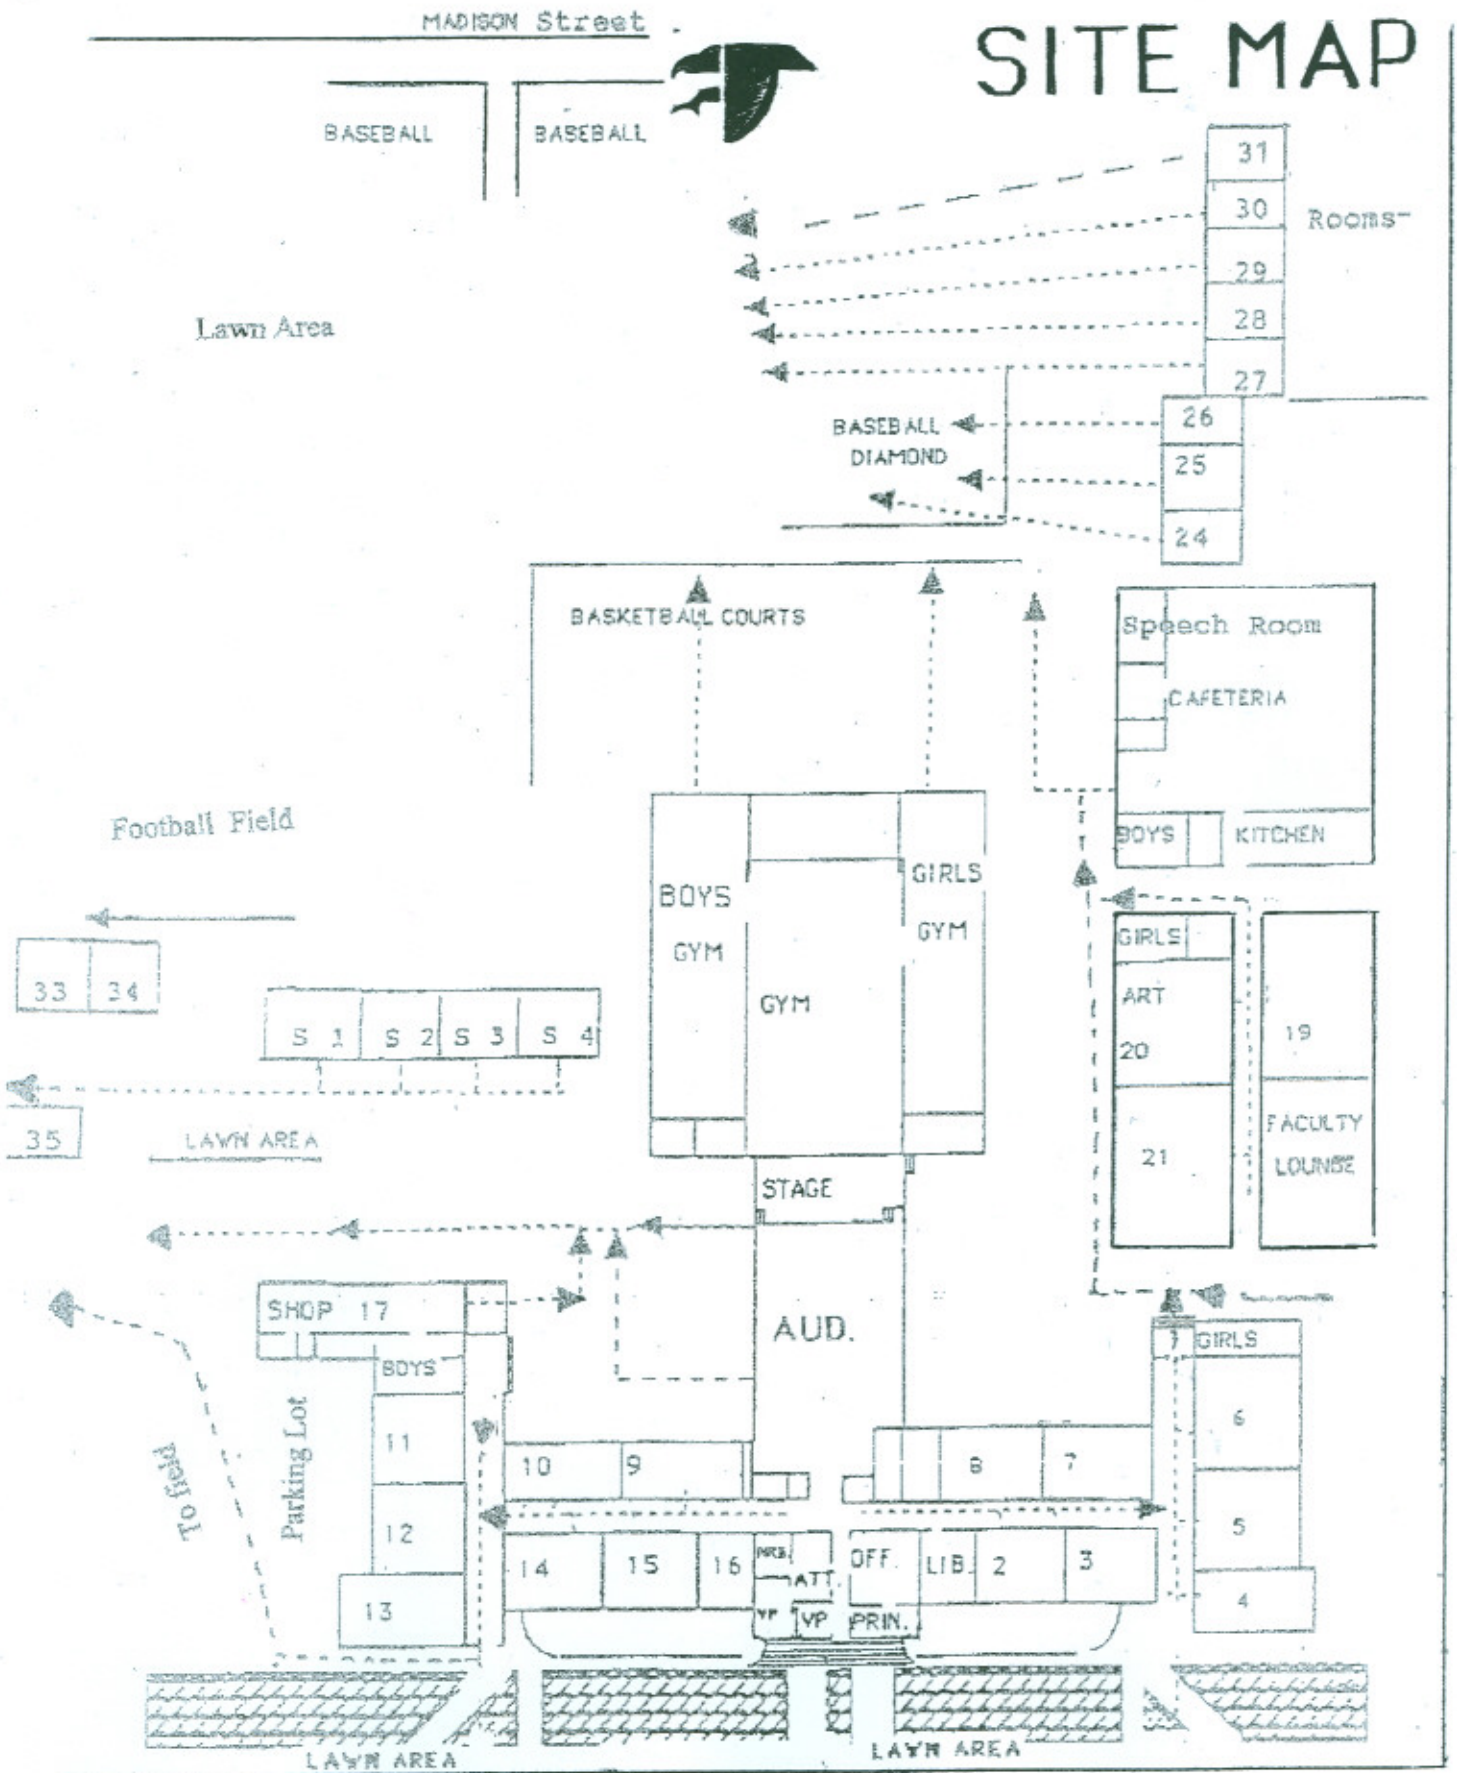 MADISON Street
SITE MAP
BASEBALL
BASEBALL
31
30
Rooms-
29
28
27
Lawn Area
26
BASEBALL
DIAMOND
25
24
BASKETBALL COURTS
Speech Room
CAFETERIA
BOYS
KITCHEN
Football Field
BOYS
GYM
GIRLS
GYM
GYM
GIRLS
ART
20
19
33
34
S 1
S 2
S 3
S 4
35
LAWN AREA
21
FACULTY
LOUNGE
STAGE
SHOP 17
AUD.
BOYS
GIRLS
11
6
To field
Parking Lot
10
9
8
7
12
5
14
15
16
ATT.
OFF.
LIB.
2
3
13
VP
VP
PRIN.
4
LAWN AREA
LAWN AREA